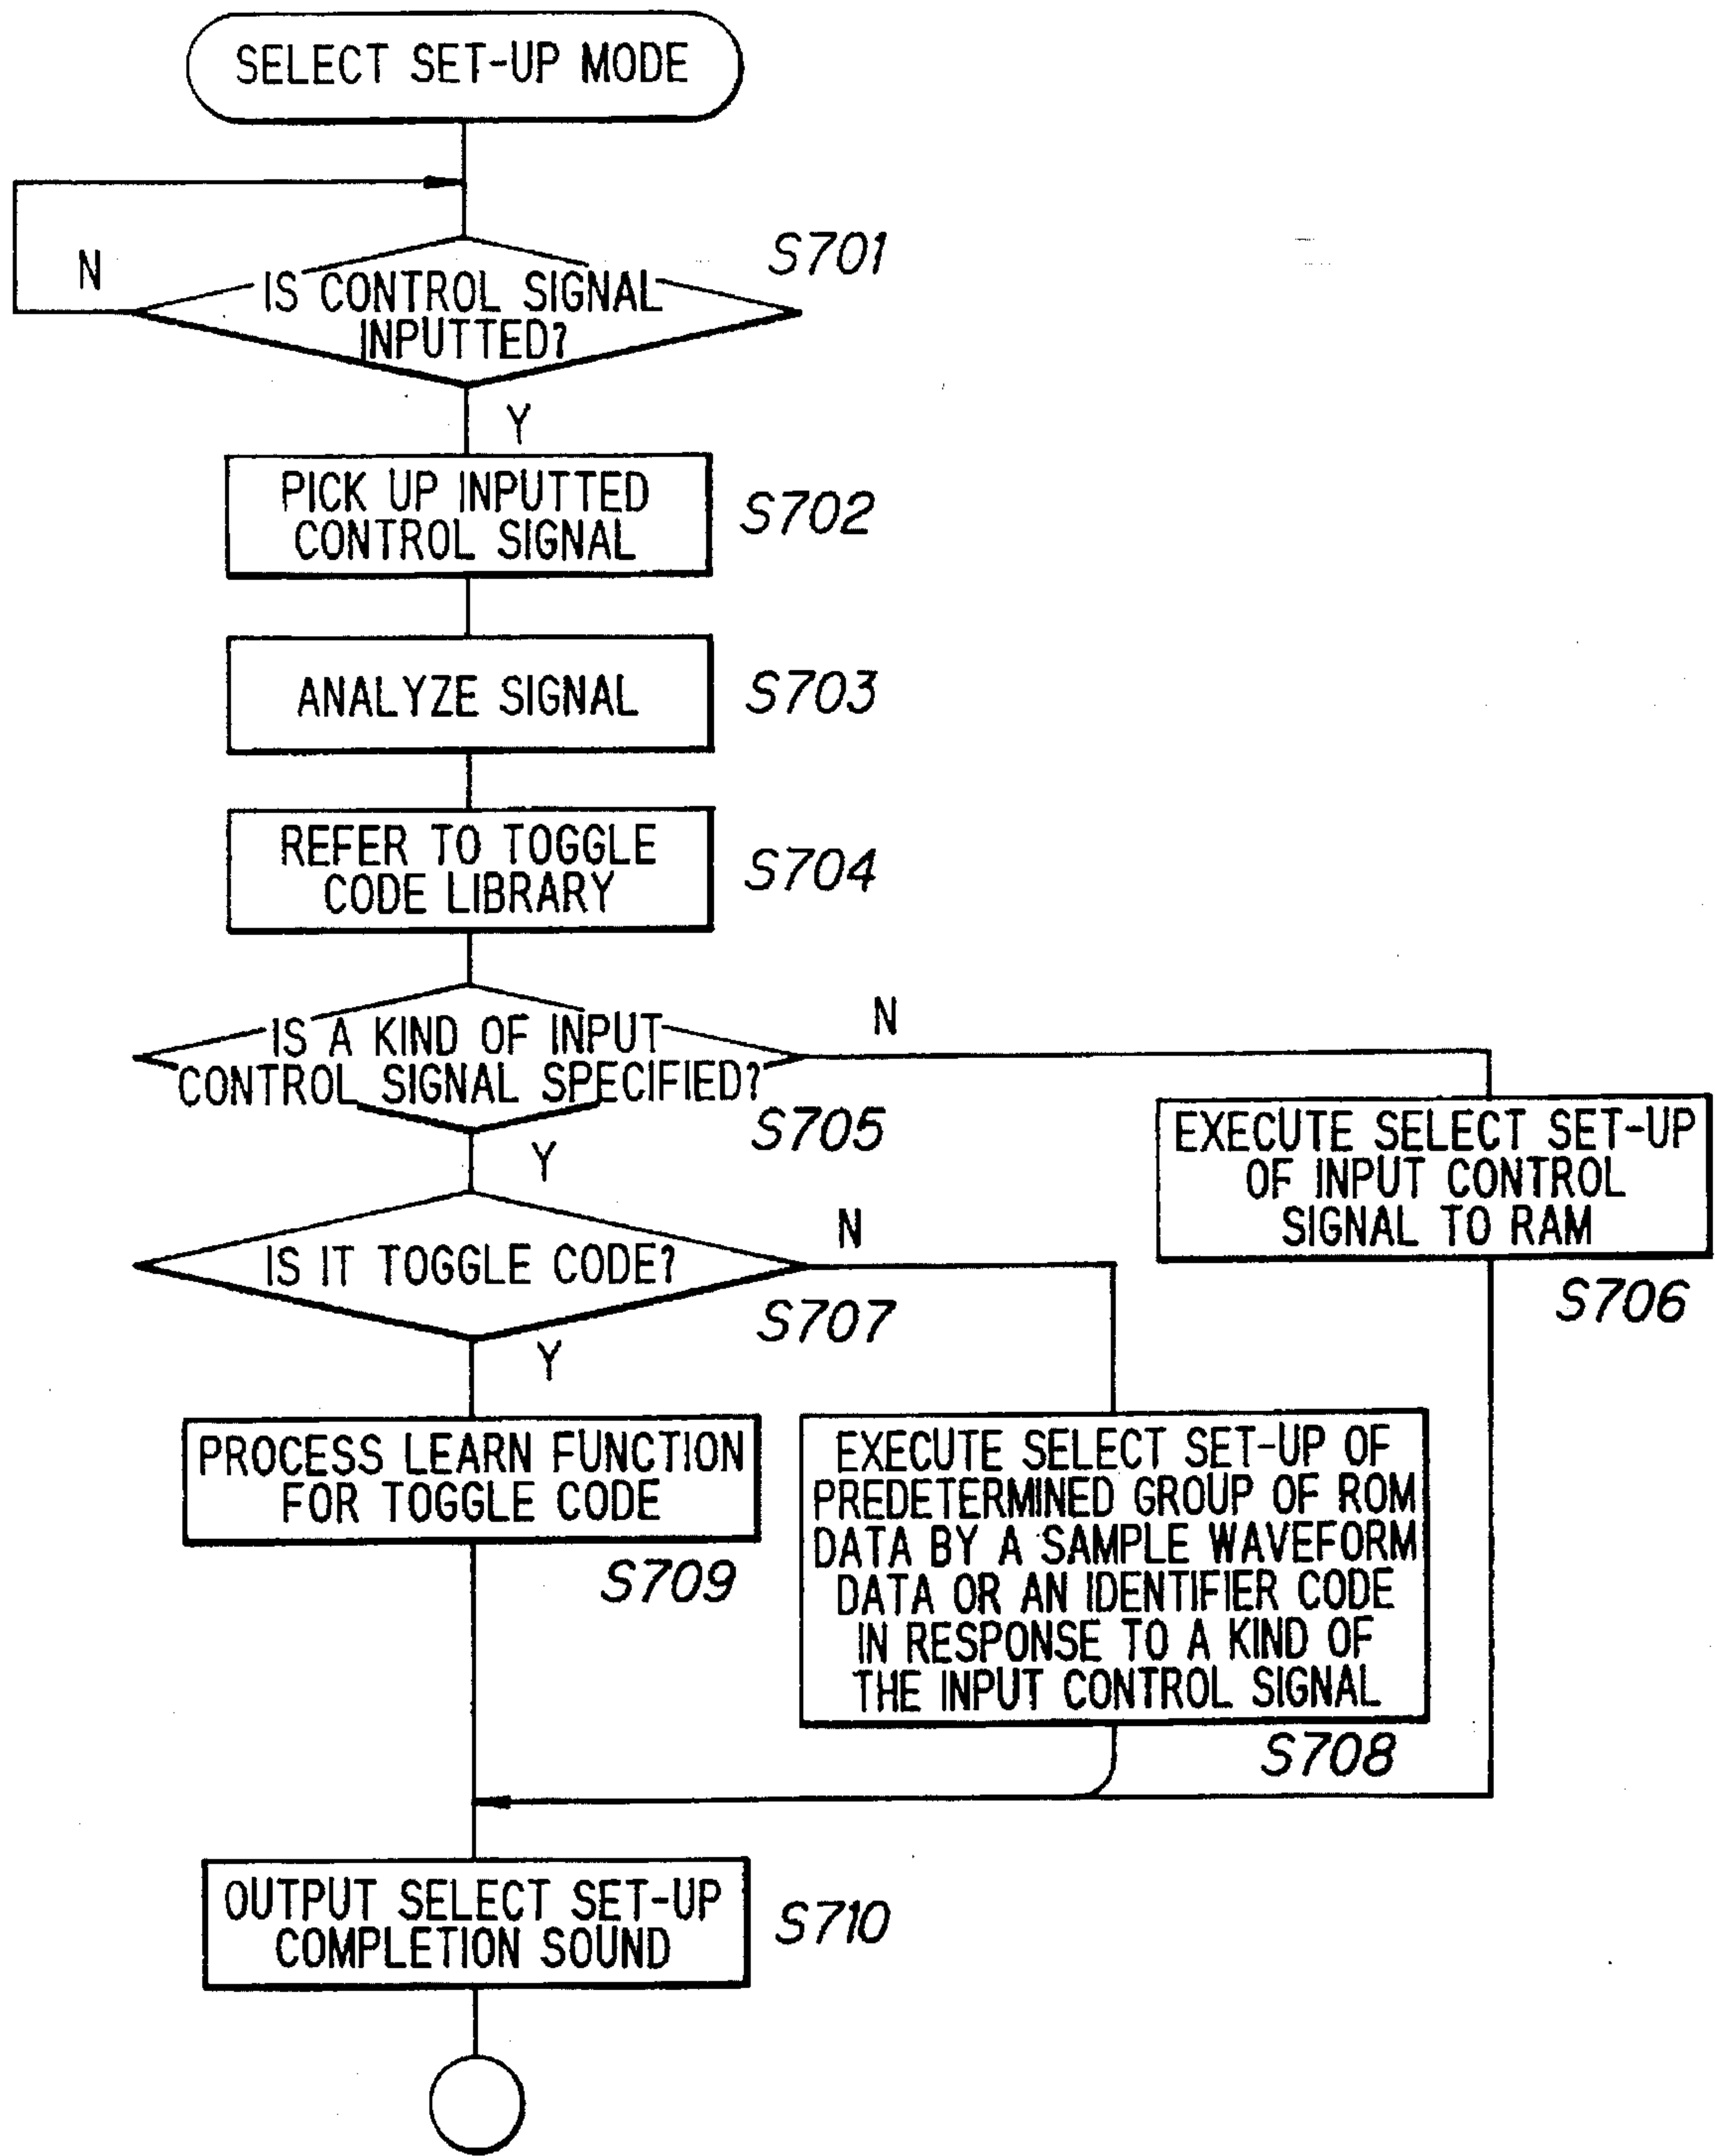 SELECT SET-UP MODE
N
S701
IS CONTROL SIGNAL
INPUTTED?
Y
PICK UP INPUTTED
CONTROL SIGNAL
S702
ANALYZE SIGNAL
S703
REFER TO TOGGLE
CODE LIBRARY
S704
IS A KIND OF INPUT
CONTROL SIGNAL SPECIFIED?
N
S705
Y
EXECUTE SELECT SET-UP
OF INPUT CONTROL
SIGNAL TO RAM
S706
IS IT TOGGLE CODE?
N
S707
Y
PROCESS LEARN FUNCTION
FOR TOGGLE CODE
S709
EXECUTE SELECT SET-UP OF
PREDETERMINED GROUP OF ROM
DATA BY A SAMPLE WAVEFORM
DATA OR AN IDENTIFIER CODE
IN RESPONSE TO A KIND OF
THE INPUT CONTROL SIGNAL
S708
OUTPUT SELECT SET-UP
COMPLETION SOUND
S710